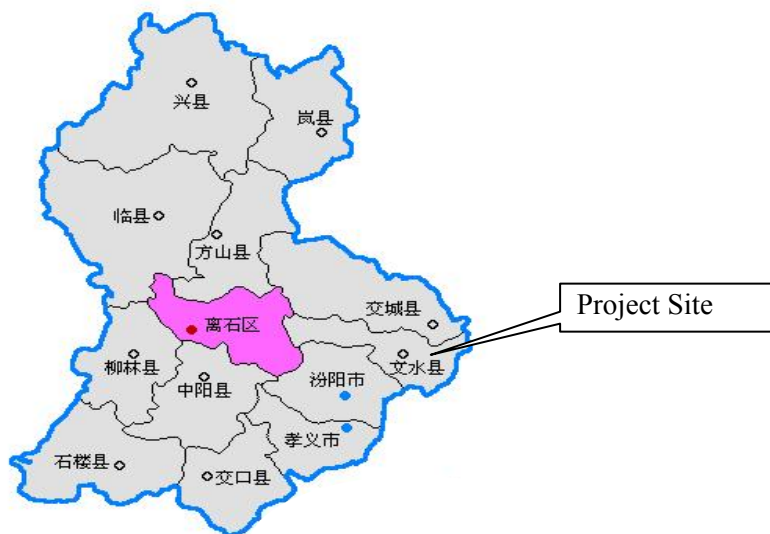 兴县
岚县
临县
方山县
交城县
Project Site
离石区
文水县
柳林县
中阳县
汾阳市
孝义市
石楼县
交口县